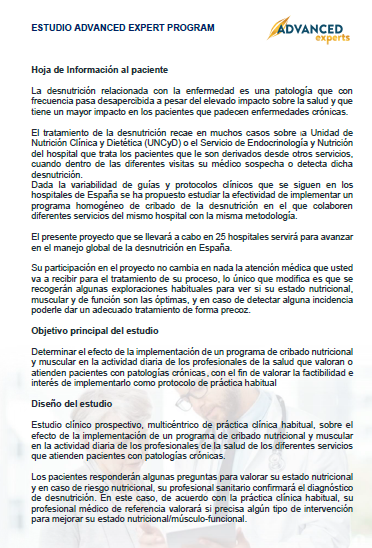 ESTUDIO ADVANCED EXPERT PROGRAM
ADVANCED
experts
Hoja de Información al paciente
La desnutrición relacionada con la enfermedad es una patología que con
frecuencia pasa desapercibida a pesar del elevado impacto sobre la salud y que
tiene un mayor impacto en los pacientes que padecen enfermedades crónicas.
El tratamiento de la desnutrición recae en muchos casos sobre la Unidad de
Nutrición Clínica y Dietética (UNCyD) o el Servicio de Endocrinología y Nutrición
del hospital que trata los pacientes que le son derivados desde otros servicios,
cuando dentro de las diferentes visitas su médico sospecha o detecta dicha
desnutrición.
Dada la variabilidad de guías y protocolos clínicos que se siguen en los
hospitales de España se ha propuesto estudiar la efectividad de implementar un
programa homogéneo de cribado de la desnutrición en el que colaboren
diferentes servicios del mismo hospital con la misma metodología.
El presente proyecto que se llevará a cabo en 25 hospitales servirá para avanzar
en el manejo global de la desnutrición en España.
Su participación en el proyecto no cambia en nada la atención médica que usted
va a recibir para el tratamiento de su proceso, lo único que modifica es que se
recogerán algunas exploraciones habituales para ver si su estado nutricional,
muscular y de función son las óptimas, y en caso de detectar alguna incidencia
poderle dar un adecuado tratamiento de forma precoz.
Objetivo principal del estudio
Determinar el efecto de la implementación de un programa de cribado nutricional
y muscular en la actividad diaria de los profesionales de la salud que valoran o
atienden pacientes con patologías crónicas, con el fin de valorar la factibilidad e
interés de implementarlo como protocolo de práctica habitual
Diseño del estudio
Estudio clínico prospectivo, multicéntrico de práctica clínica habitual, sobre el
efecto de la implementación de un programa de cribado nutricional y muscular
en la actividad diaria de los profesionales de la salud de los diferentes servicios
que atienden pacientes con patologías crónicas.
Los pacientes responderán algunas preguntas para valorar su estado nutricional
y en caso de riesgo nutricional, su profesional sanitario confirmará el diagnóstico
de desnutrición. En este caso, de acuerdo con la práctica clínica habitual, su
profesional médico de referencia valorará si precisa algún tipo de intervención
para mejorar su estado nutricional/músculo-funcional.